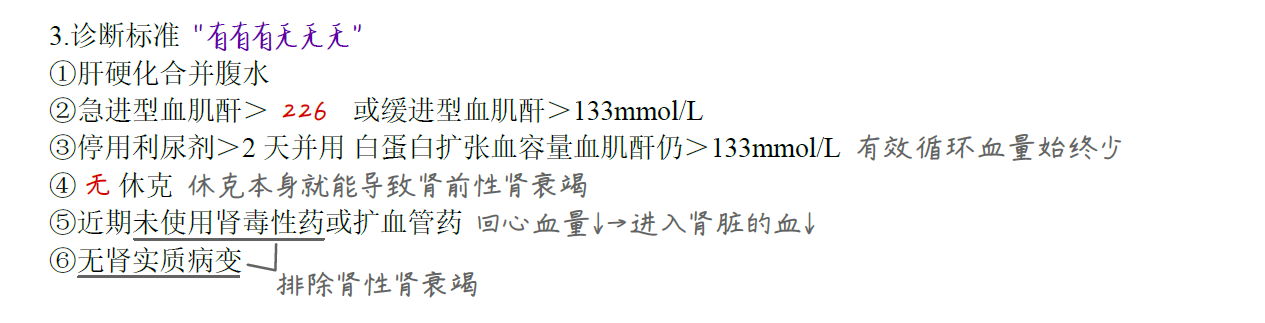 3.诊断标准 "有有有无无无"
①肝硬化合并腹水
②急进型血肌酐＞ 226 或缓进型血肌酐＞133mmol/L
③停用利尿剂＞2 天并用 白蛋白扩张血容量血肌酐仍＞133mmol/L 有效循环血量始终少
④ 无 休克 休克本身就能导致肾前性肾衰竭
⑤近期未使用肾毒性药或扩血管药 回心血量↓→进入肾脏的血↓
⑥无肾实质病变
排除肾性肾衰竭